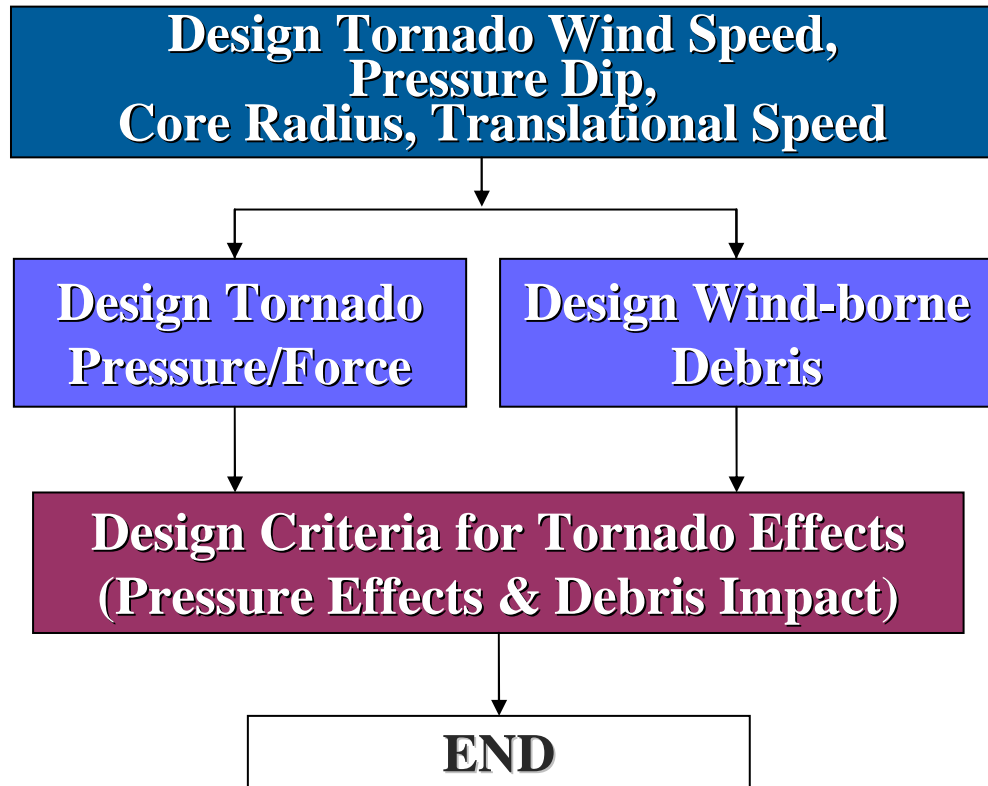 Design Tornado Wind Speed,
Pressure Dip,
Core Radius, Translational Speed
Design Tornado
Pressure/Force
Design Wind-borne
Debris
Design Criteria for Tornado Effects
(Pressure Effects & Debris Impact)
END